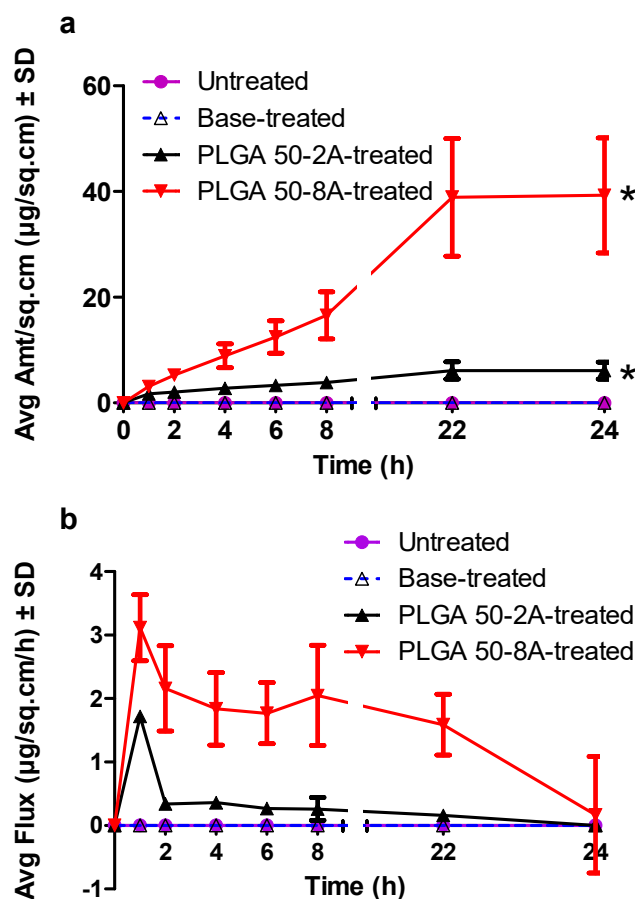 a
Avg Amt/sq.cm (µg/sq.cm) ± SD
60
40
20
0
Untreated
Base-treated
PLGA 50-2A-treated
PLGA 50-8A-treated
*
*
0 2 4 6 8 22 24
Time (h)
b
Avg Flux (µg/sq.cm/h) ± SD
4
3
2
1
0
-1
Untreated
Base-treated
PLGA 50-2A-treated
PLGA 50-8A-treated
2 4 6 8 22 24
Time (h)